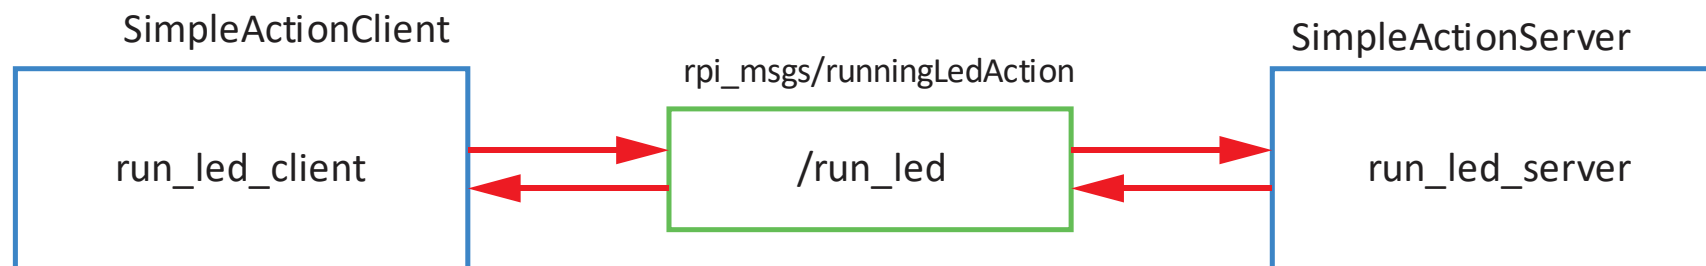 SimpleActionClient
SimpleActionServer
rpi_msgs/runningLedAction
run_led_client
/run_led
run_led_server